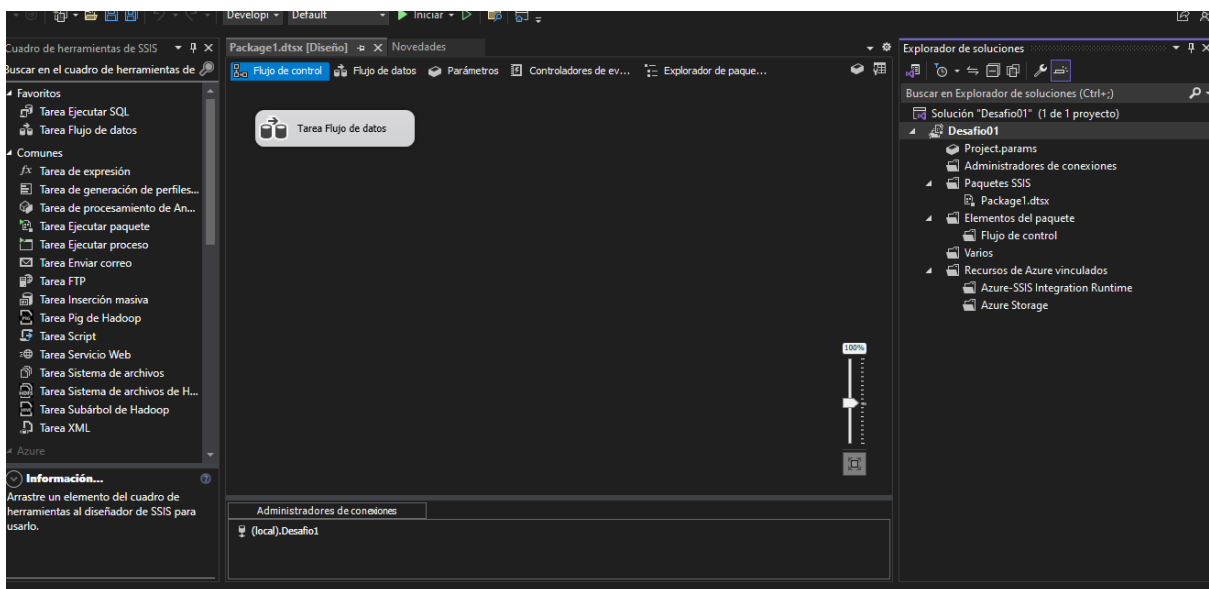 Developi Default Iniciar
Cuadro de herramientas de SSIS
Buscar en el cuadro de herramientas de
Favoritos
Tarea Ejecutar SQL
Tarea Flujo de datos
Comunes
Tarea de expresión
Tarea de generación de perfiles...
Tarea de procesamiento de An...
Tarea Ejecutar paquete
Tarea Ejecutar proceso
Tarea Enviar correo
Tarea FTP
Tarea Inserción masiva
Tarea Pig de Hadoop
Tarea Script
Tarea Servicio Web
Tarea Sistema de archivos
Tarea Sistema de archivos de H...
Tarea Subárbol de Hadoop
Tarea XML
Azure
Información...
Arrastre un elemento del cuadro de
herramientas al diseñador de SSIS para
usarlo.
Package1.dtsx [Diseño] Novedades
Flujo de control Flujo de datos Parámetros Controladores de ev... Explorador de paque...
Tarea Flujo de datos
100%
Administradores de conexiones
(local).Desafio1
Explorador de soluciones
Buscar en Explorador de soluciones (Ctrl+;)
Solución "Desafio01" (1 de 1 proyecto)
Desafio01
Project.params
Administradores de conexiones
Paquetes SSIS
Package1.dtsx
Elementos del paquete
Flujo de control
Varios
Recursos de Azure vinculados
Azure-SSIS Integration Runtime
Azure Storage